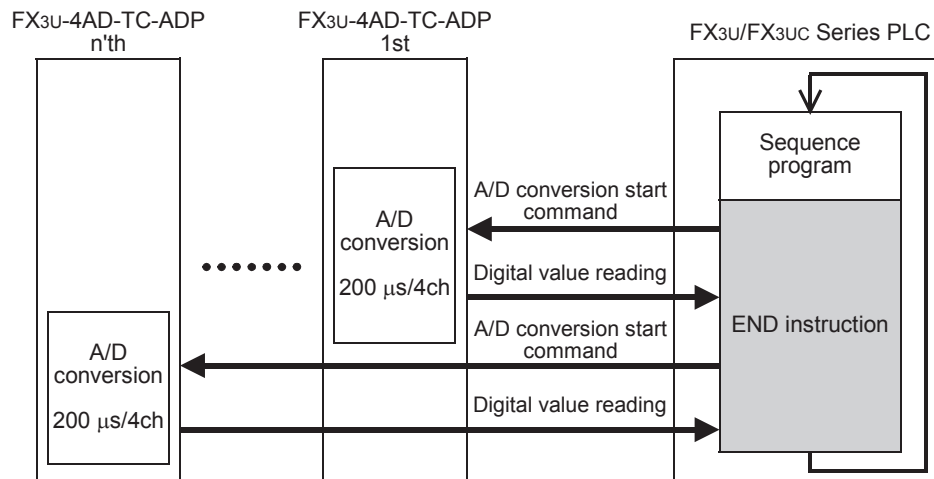 FX3U-4AD-TC-ADP
n'th
FX3U-4AD-TC-ADP
1st
FX3U/FX3UC Series PLC
Sequence
program
A/D conversion start
command
A/D
conversion
200 µs/4ch
Digital value reading
END instruction
A/D conversion start
command
A/D
conversion
200 µs/4ch
Digital value reading